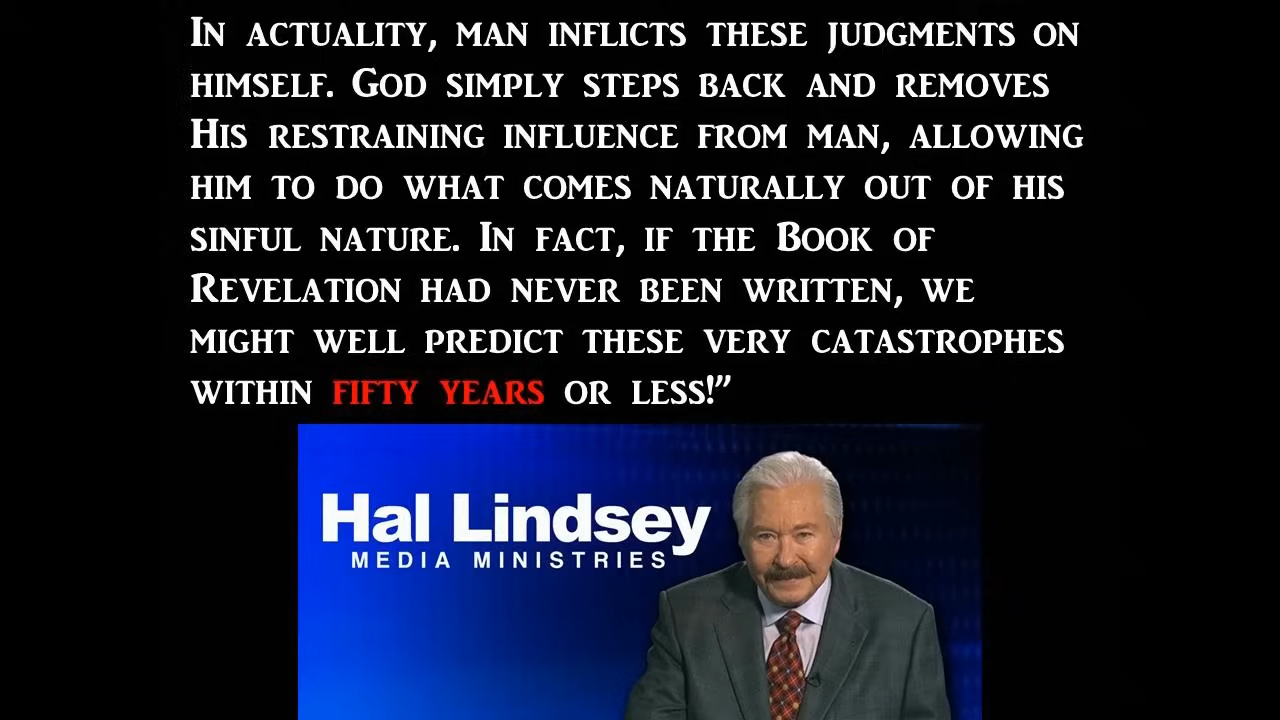 In actuality, man inflicts these judgments on
himself. God simply steps back and removes
His restraining influence from man, allowing
him to do what comes naturally out of his
sinful nature. In fact, if the Book of
Revelation had never been written, we
might well predict these very catastrophes
within fifty years or less!”
Hal Lindsey
MEDIA MINISTRIES